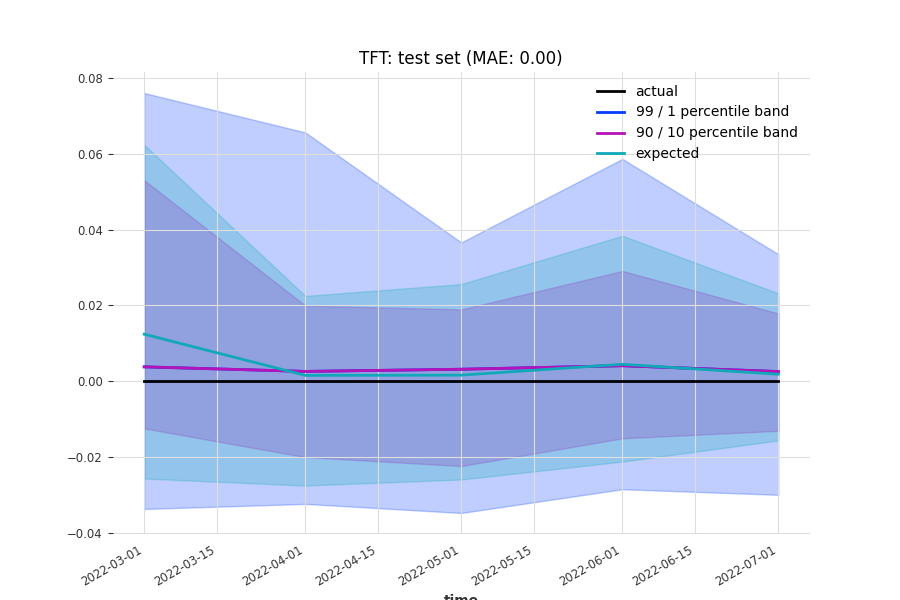 TFT: test set (MAE: 0.00)
actual
99 / 1 percentile band
90 / 10 percentile band
expected
0.08
0.06
0.04
0.02
0.00
−0.02
−0.04
2022-03-01
2022-03-15
2022-04-01
2022-04-15
2022-05-01
2022-05-15
2022-06-01
2022-06-15
2022-07-01
time